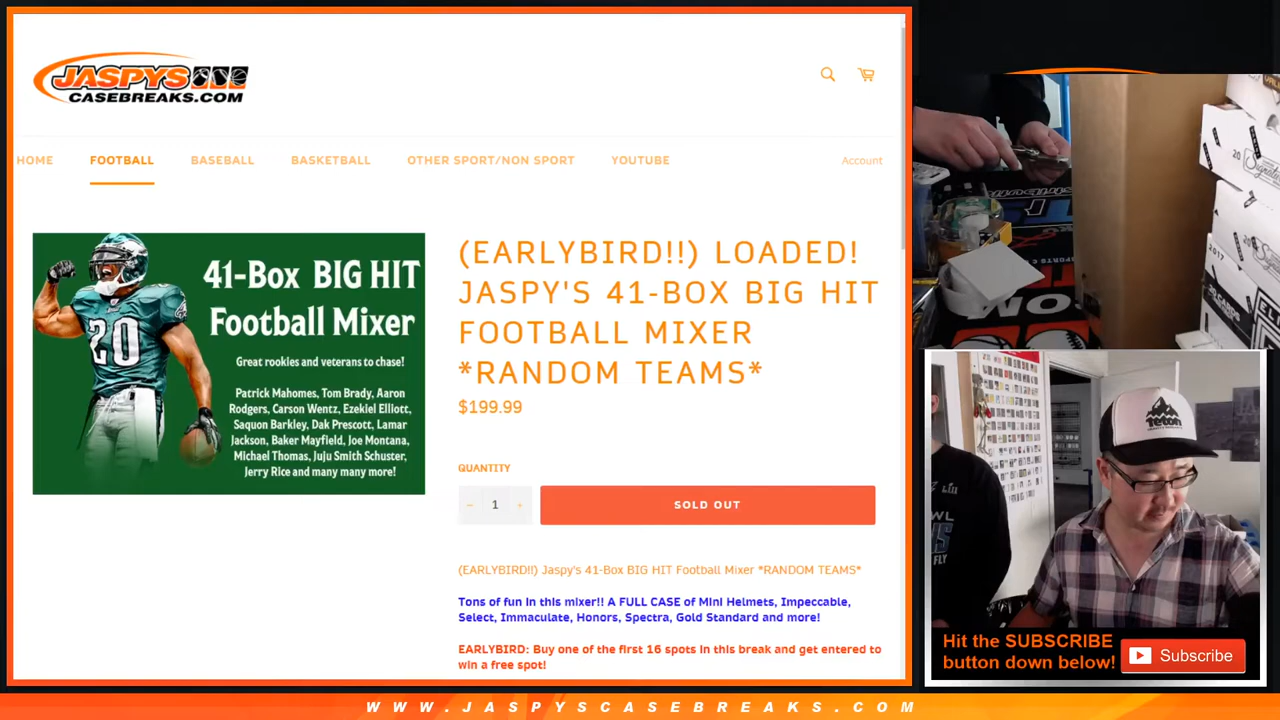 JASPYS
CASEBREAKS.COM
HOME
FOOTBALL
BASEBALL
BASKETBALL
OTHER SPORT/NON SPORT
YOUTUBE
Account
41-Box BIG HIT
Football Mixer
Great rookies and veterans to chase!
Patrick Mahomes, Tom Brady, Aaron
Rodgers, Carson Wentz, Ezekiel Elliott,
Saquon Barkley, Dak Prescott, Lamar
Jackson, Baker Mayfield, Joe Montana,
Michael Thomas, JuJu Smith Schuster,
Jerry Rice and many many more!
20
(EARLYBIRD!!) LOADED!
JASPY'S 41-BOX BIG HIT
FOOTBALL MIXER
*RANDOM TEAMS*
$199.99
QUANTITY
− 1 +
SOLD OUT
(EARLYBIRD!!) Jaspy's 41-Box BIG HIT Football Mixer *RANDOM TEAMS*
Tons of fun in this mixer!! A FULL CASE of Mini Helmets, Impeccable,
Select, Immaculate, Honors, Spectra, Gold Standard and more!
EARLYBIRD: Buy one of the first 16 spots in this break and get entered to
win a free spot!
2017
20 CARDS
teton
LII
Hit the SUBSCRIBE
button down below!
Subscribe
WWW.JASPYSCASEBREAKS.COM